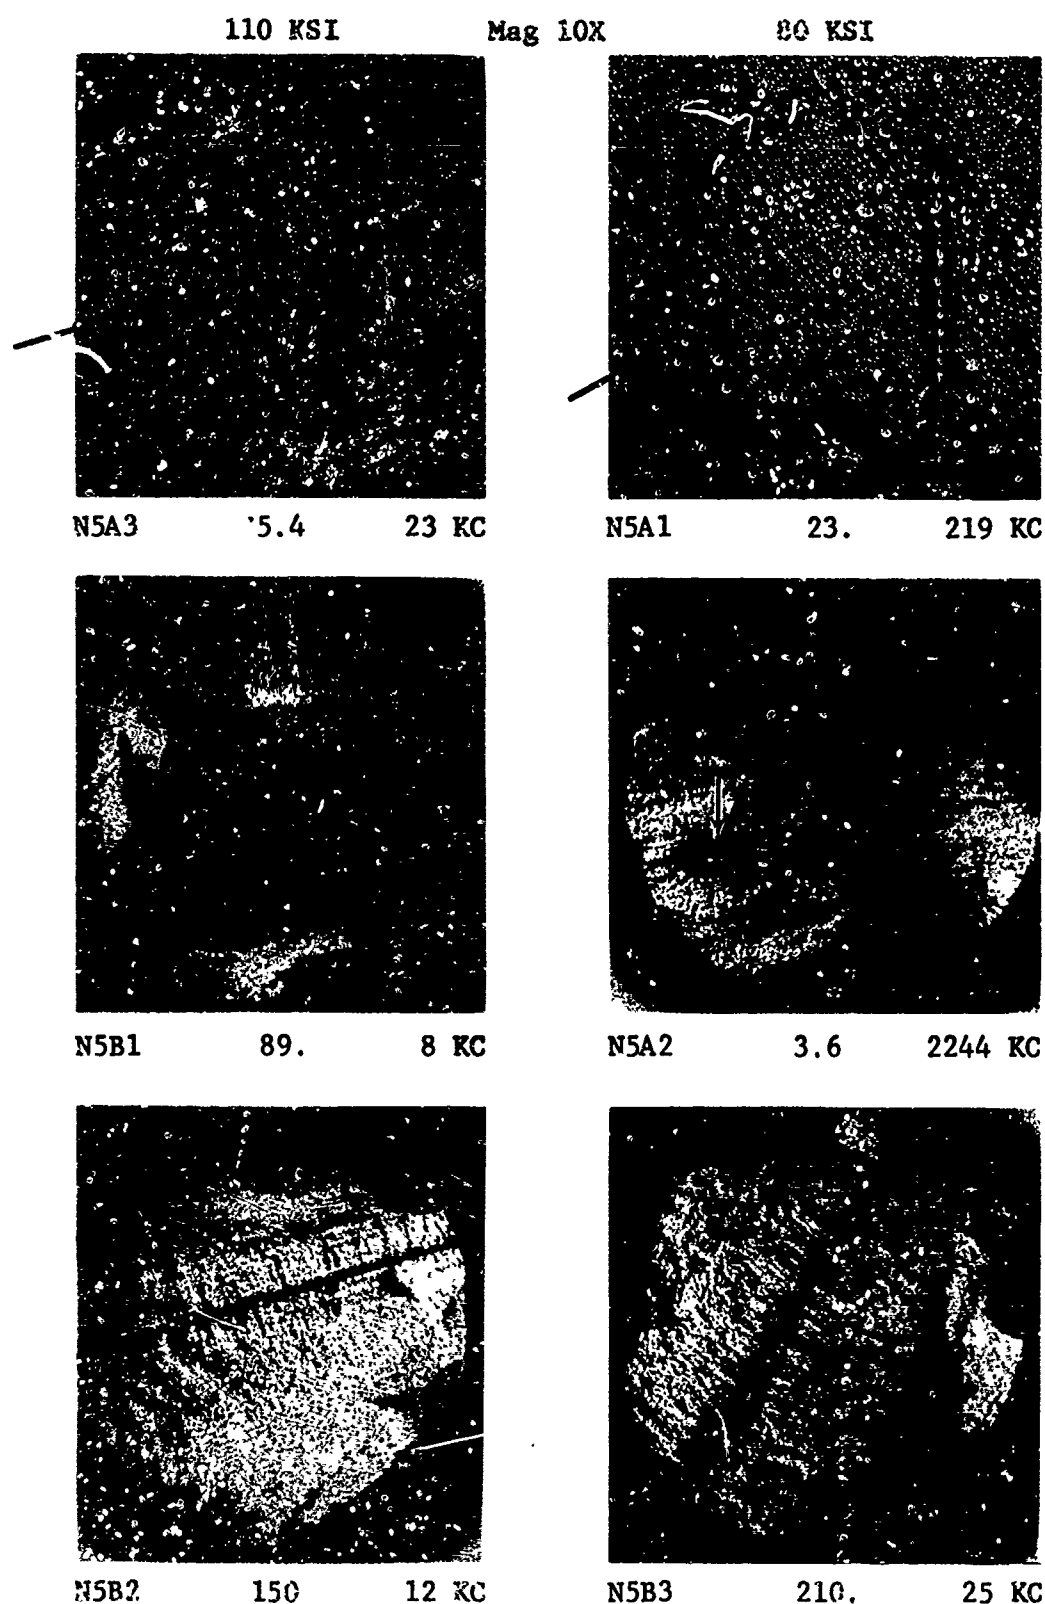 110 KSI Mag 10X 80 KSI
N5A3 5.4 23 KC N5A1 23. 219 KC
N5B1 89. 8 KC N5A2 3.6 2244 KC
N5B2 150 12 KC N5B3 210. 25 KC